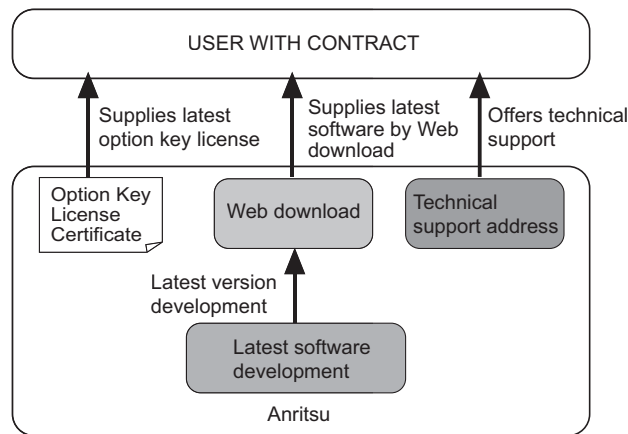 USER WITH CONTRACT
Supplies latest
option key license
Supplies latest
software by Web
download
Offers technical
support
Option Key
License
Certificate
Web download
Technical
support address
Latest version
development
Latest software
development
Anritsu